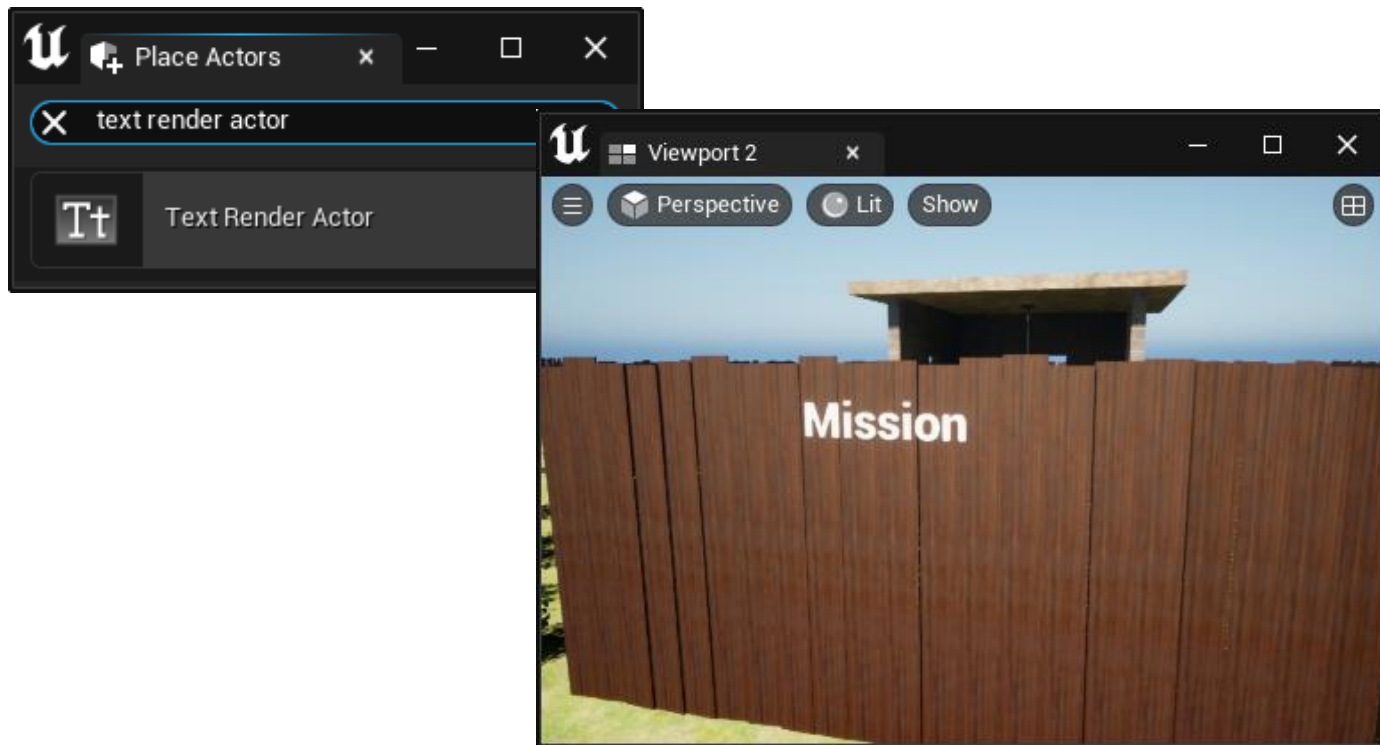 Place Actors
text render actor
Text Render Actor
Viewport 2
Perspective
Lit
Show
Mission